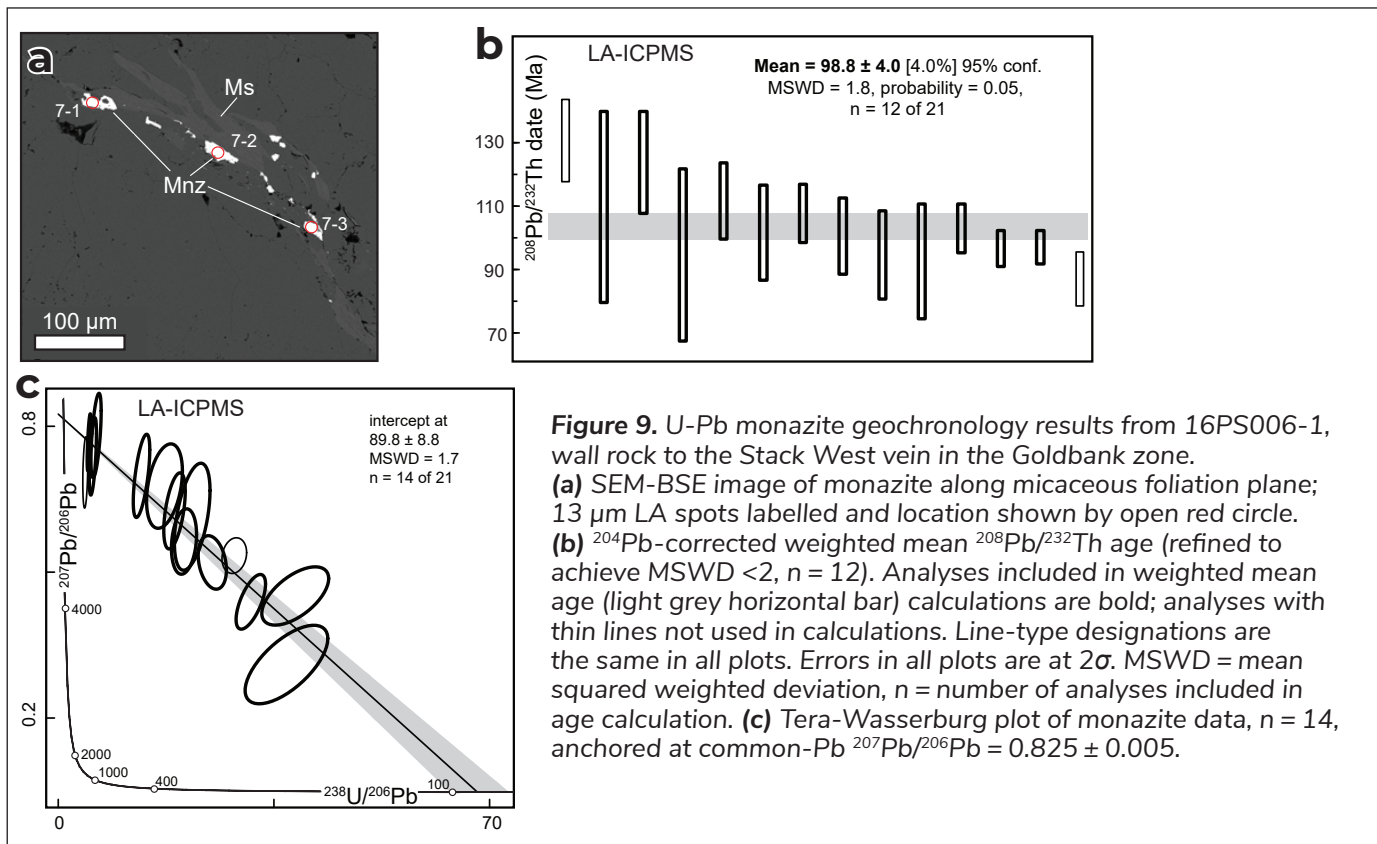 a
Ms
7-1
7-2
Mnz
7-3
100 µm
b
LA-ICPMS
Mean = 98.8 ± 4.0 [4.0%] 95% conf.
MSWD = 1.8, probability = 0.05,
n = 12 of 21
208Pb/232Th date (Ma)
130
110
90
70
c
LA-ICPMS
intercept at
89.8 ± 8.8
MSWD = 1.7
n = 14 of 21
0.8
207Pb/206Pb
0.2
4000
2000
1000
400
238U/206Pb
100
0
70
Figure 9. U-Pb monazite geochronology results from 16PS006-1,
wall rock to the Stack West vein in the Goldbank zone.
(a) SEM-BSE image of monazite along micaceous foliation plane;
13 µm LA spots labelled and location shown by open red circle.
(b) 204Pb-corrected weighted mean 208Pb/232Th age (refined to
achieve MSWD <2, n = 12). Analyses included in weighted mean
age (light grey horizontal bar) calculations are bold; analyses with
thin lines not used in calculations. Line-type designations are
the same in all plots. Errors in all plots are at 2σ. MSWD = mean
squared weighted deviation, n = number of analyses included in
age calculation. (c) Tera-Wasserburg plot of monazite data, n = 14,
anchored at common-Pb 207Pb/206Pb = 0.825 ± 0.005.